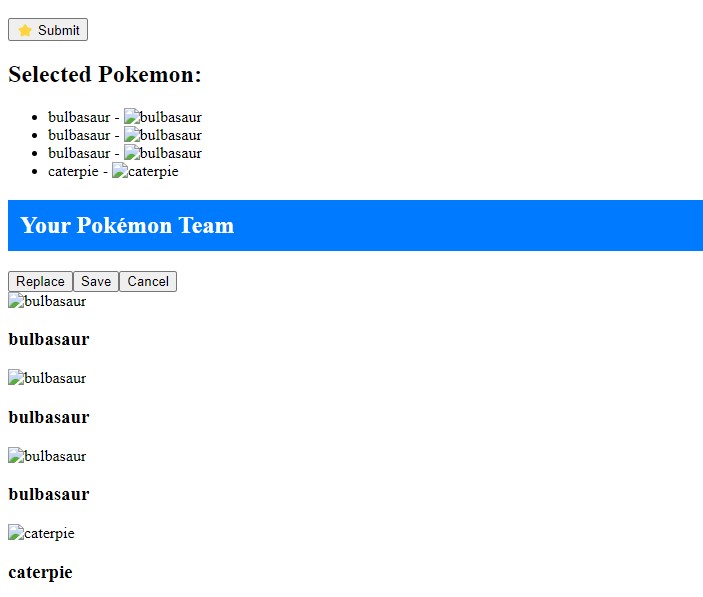 Submit
Selected Pokemon:
bulbasaur - bulbasaur
bulbasaur - bulbasaur
bulbasaur - bulbasaur
caterpie - caterpie
Your Pokémon Team
Replace Save Cancel
bulbasaur
bulbasaur
bulbasaur
bulbasaur
bulbasaur
bulbasaur
caterpie
caterpie